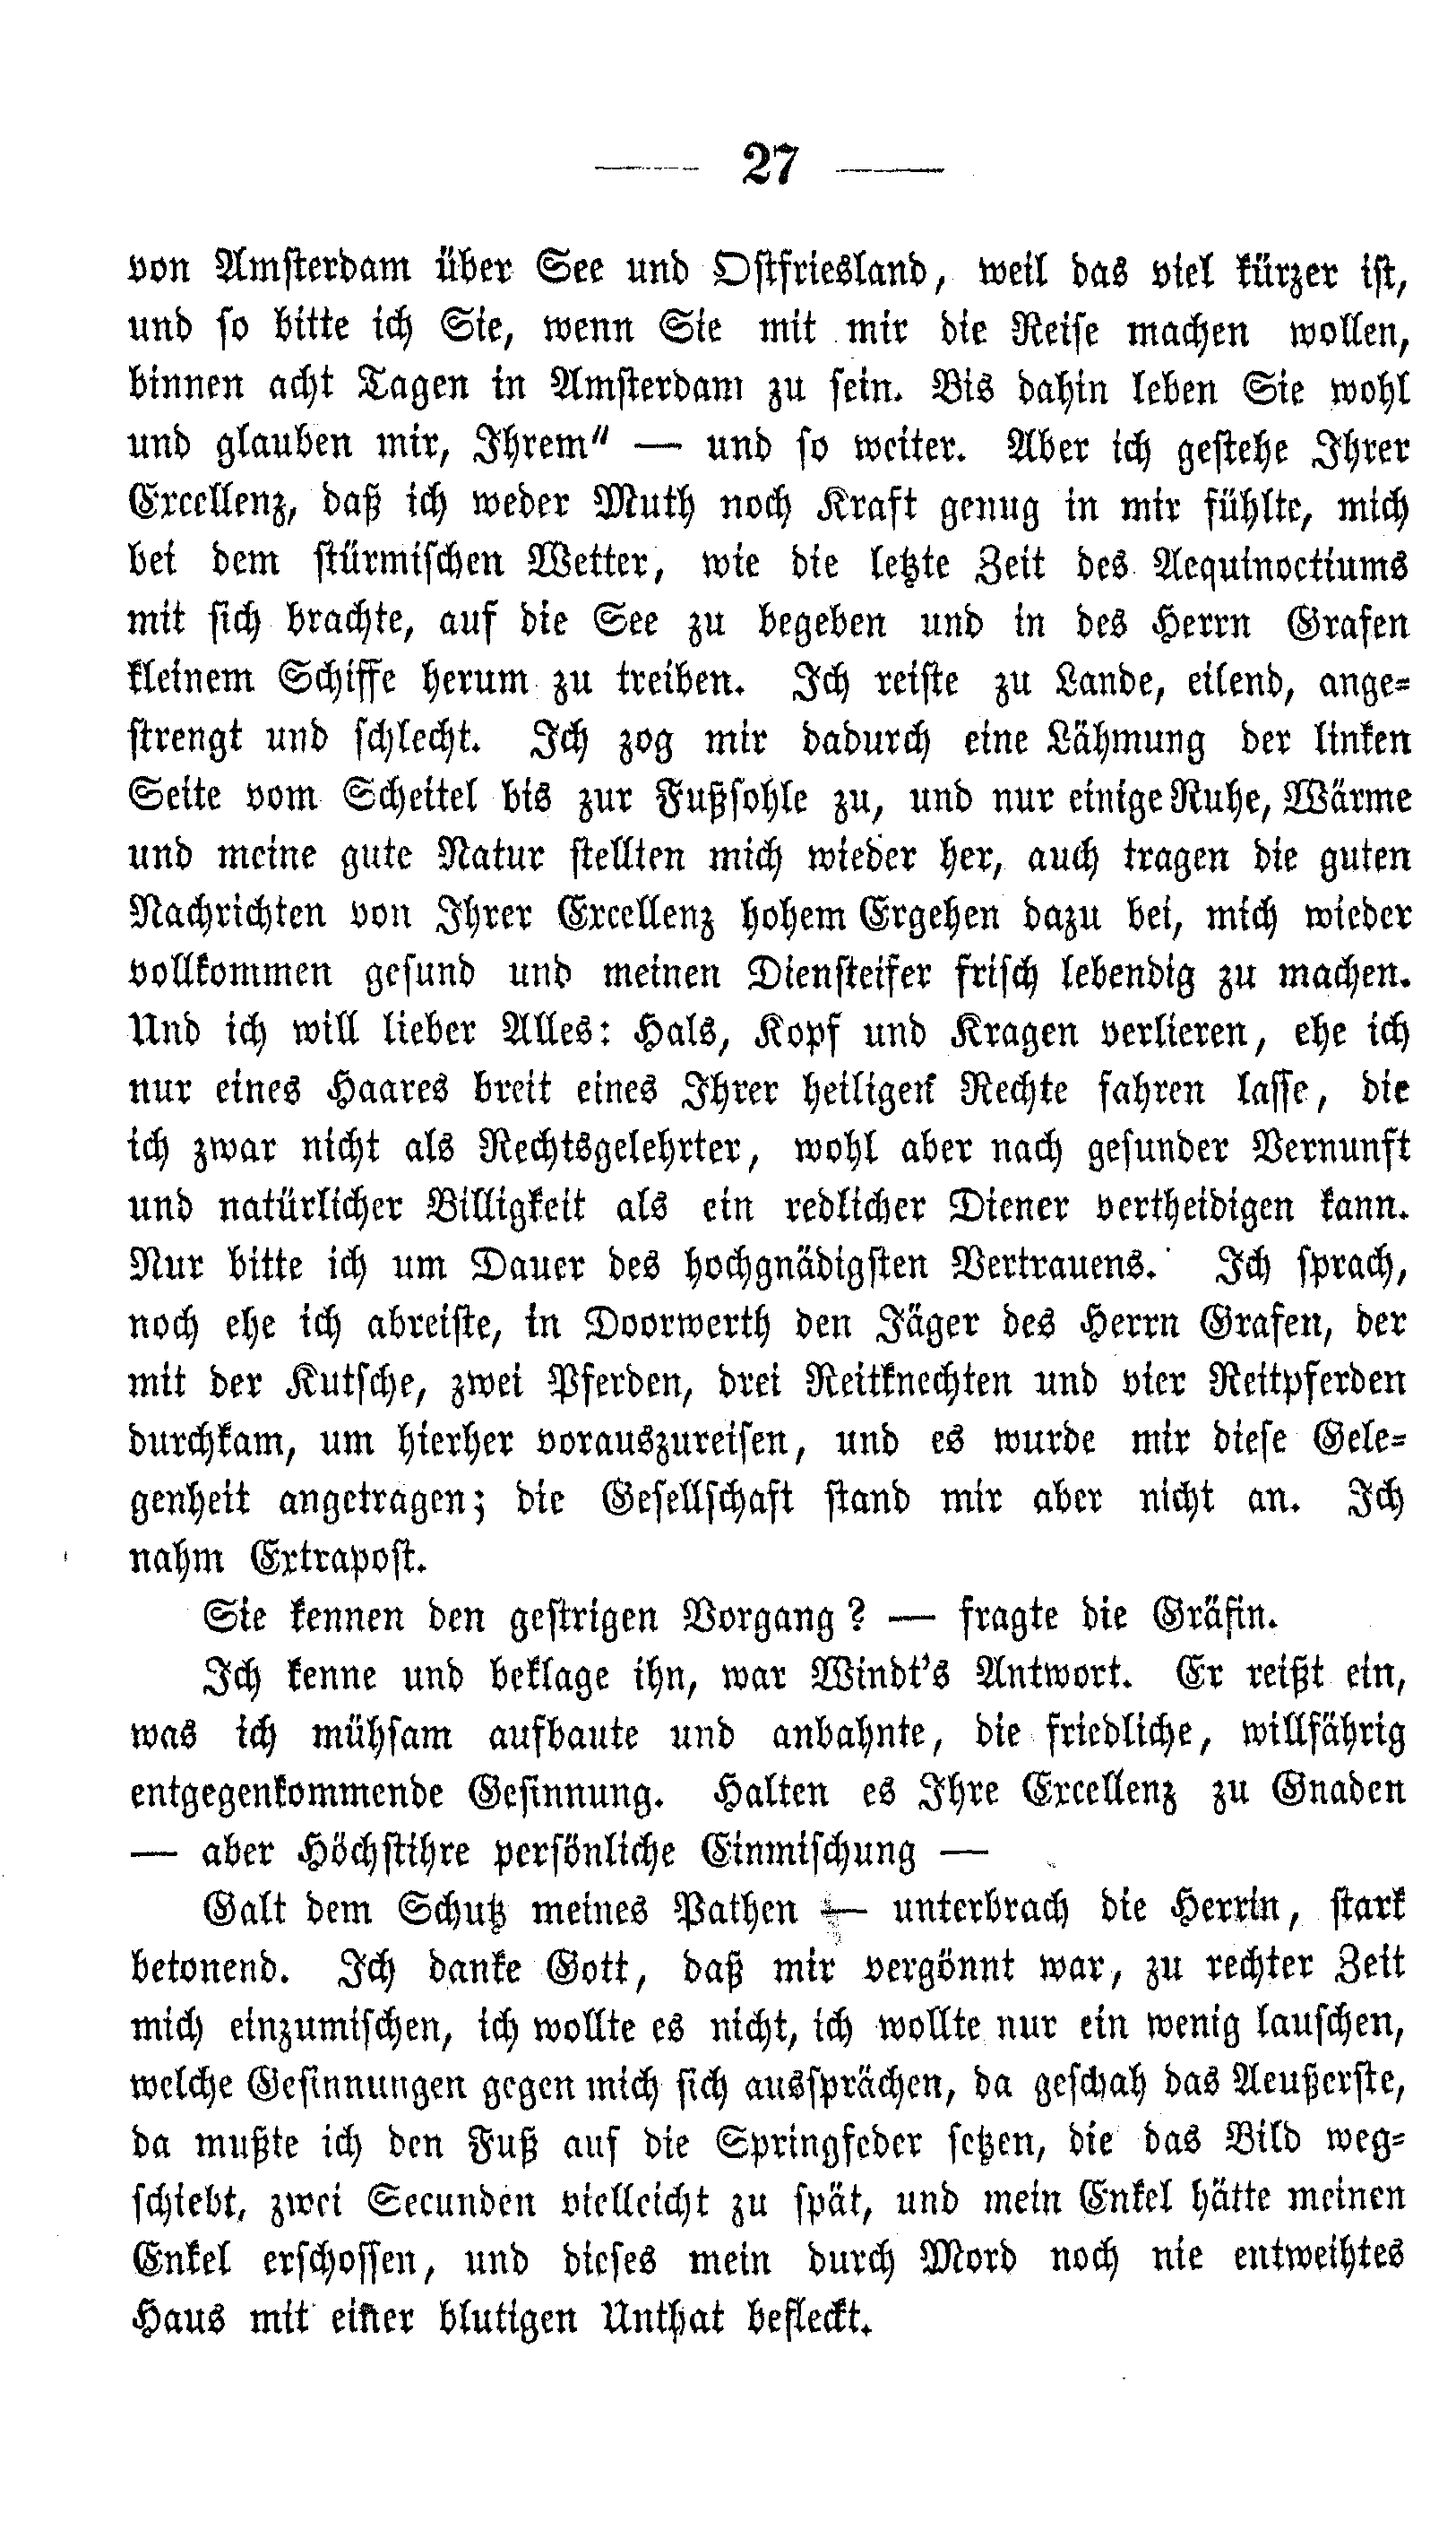 — 27 —
von Amsterdam über See und Ostfriesland, weil das viel kürzer ist,
und so bitte ich Sie, wenn Sie mit mir die Reise machen wollen,
binnen acht Tagen in Amsterdam zu sein. Bis dahin leben Sie wohl
und glauben mir, Ihrem“ — und so weiter. Aber ich gestehe Ihrer
Excellenz, daß ich weder Muth noch Kraft genug in mir fühlte, mich
bei dem stürmischen Wetter, wie die letzte Zeit des Aequinoctiums
mit sich brachte, auf die See zu begeben und in des Herrn Grafen
kleinem Schiffe herum zu treiben. Ich reiste zu Lande, eilend, ange-
strengt und schlecht. Ich zog mir dadurch eine Lähmung der linken
Seite vom Scheitel bis zur Fußsohle zu, und nur einige Ruhe, Wärme
und meine gute Natur stellten mich wieder her, auch tragen die guten
Nachrichten von Ihrer Excellenz hohem Ergehen dazu bei, mich wieder
vollkommen gesund und meinen Diensteifer frisch lebendig zu machen.
Und ich will lieber Alles: Hals, Kopf und Kragen verlieren, ehe ich
nur eines Haares breit eines Ihrer heiligen Rechte fahren lasse, die
ich zwar nicht als Rechtsgelehrter, wohl aber nach gesunder Vernunft
und natürlicher Billigkeit als ein redlicher Diener vertheidigen kann.
Nur bitte ich um Dauer des hochgnädigsten Vertrauens. Ich sprach,
noch ehe ich abreiste, in Doorwerth den Jäger des Herrn Grafen, der
mit der Kutsche, zwei Pferden, drei Reitknechten und vier Reitpferden
durchkam, um hierher vorauszureisen, und es wurde mir diese Gele-
genheit angetragen; die Gesellschaft stand mir aber nicht an. Ich
nahm Extrapost.
Sie kennen den gestrigen Vorgang? — fragte die Gräfin.
Ich kenne und beklage ihn, war Windt's Antwort. Er reißt ein,
was ich mühsam aufbaute und anbahnte, die friedliche, willfährig
entgegenkommende Gesinnung. Halten es Ihre Excellenz zu Gnaden
— aber Höchstihre persönliche Einmischung —
Galt dem Schutz meines Pathen — unterbrach die Herrin, stark
betonend. Ich danke Gott, daß mir vergönnt war, zu rechter Zeit
mich einzumischen, ich wollte es nicht, ich wollte nur ein wenig lauschen,
welche Gesinnungen gegen mich sich aussprächen, da geschah das Aeußerste,
da mußte ich den Fuß auf die Springfeder setzen, die das Bild weg-
schiebt, zwei Secunden vielleicht zu spät, und mein Enkel hätte meinen
Enkel erschossen, und dieses mein durch Mord noch nie entweihtes
Haus mit einer blutigen Unthat befleckt.